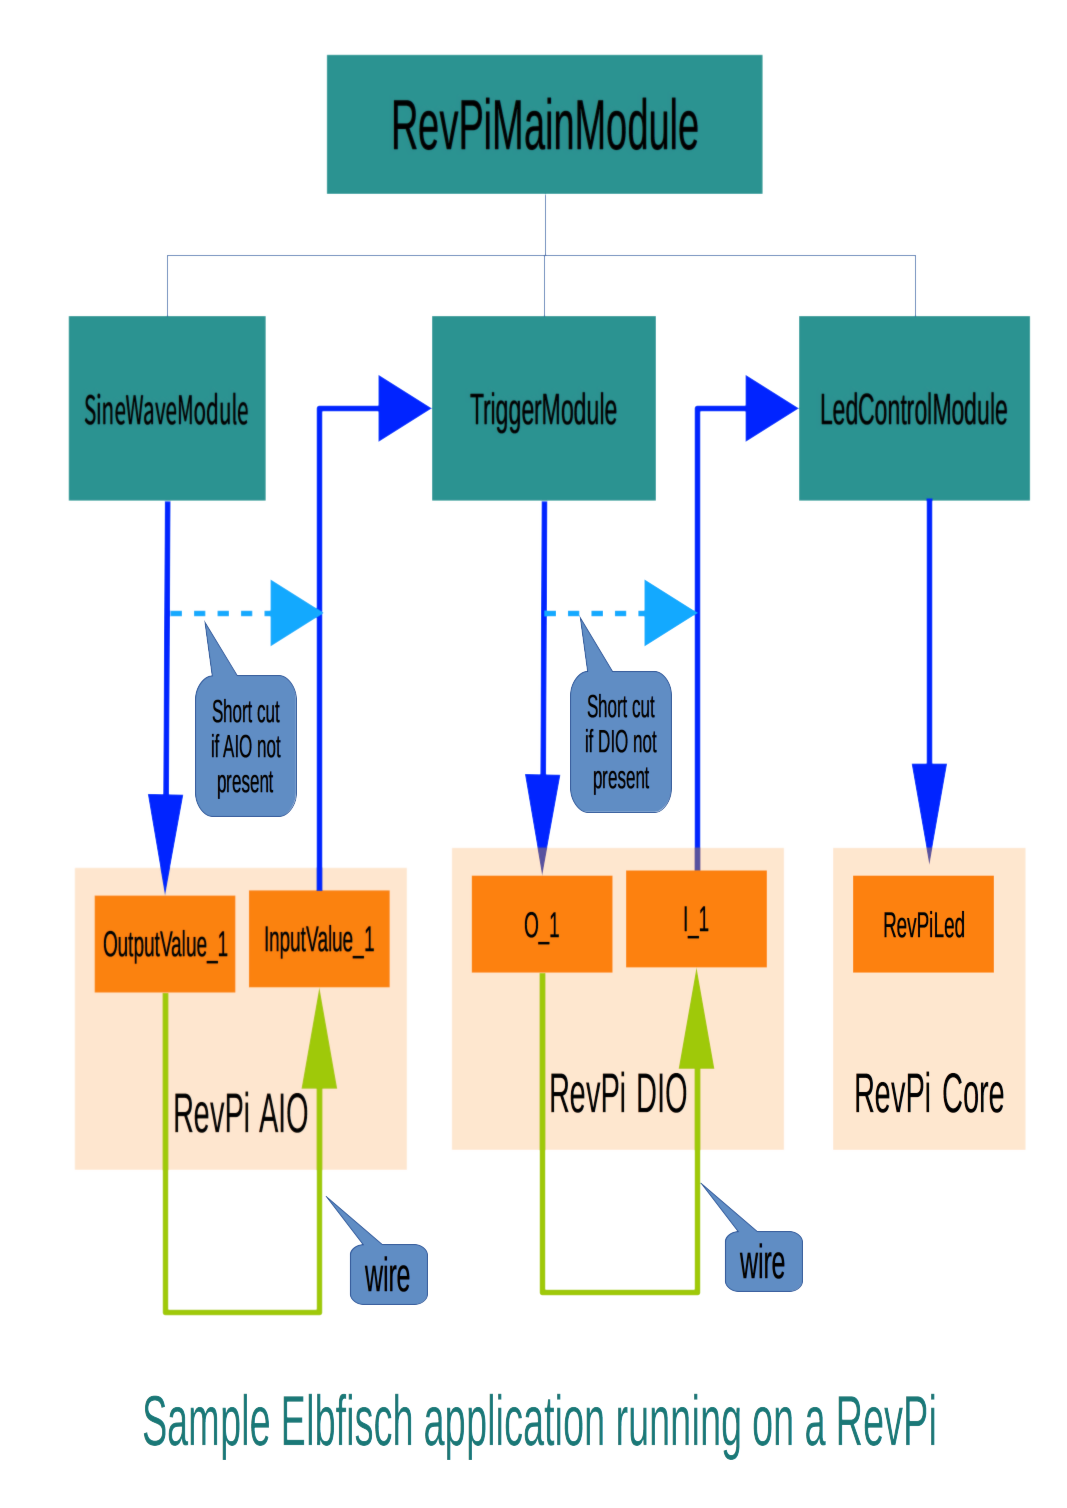 RevPiMainModule
SineWaveModule
TriggerModule
LedControlModule
Short cut
if AIO not
present
Short cut
if DIO not
present
OutputValue_1
InputValue_1
O_1
I_1
RevPiLed
RevPi AIO
RevPi DIO
RevPi Core
wire
wire
Sample Elbfisch application running on a RevPi